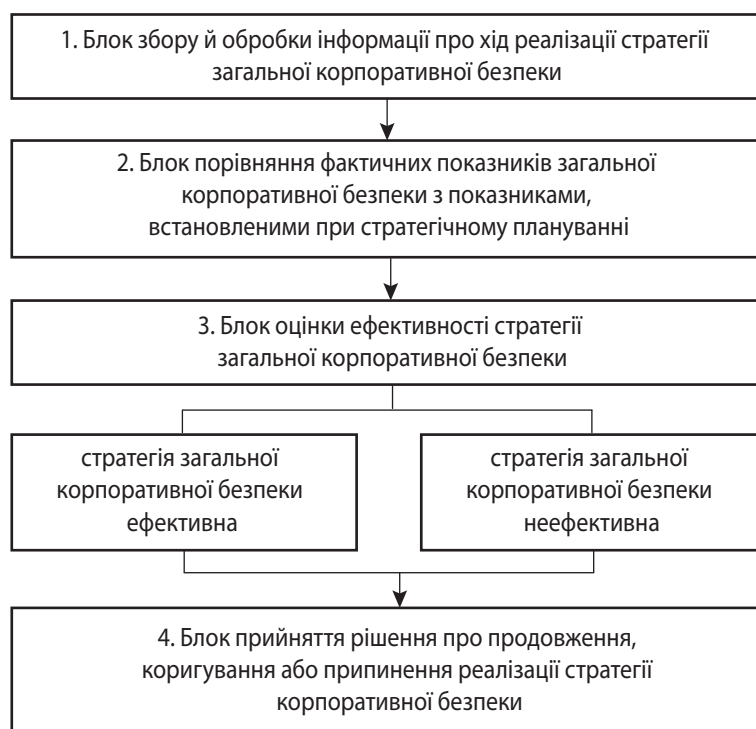 1. Блок збору й обробки інформації про хід реалізації стратегії
загальної корпоративної безпеки
2. Блок порівняння фактичних показників загальної
корпоративної безпеки з показниками,
встановленими при стратегічному плануванні
3. Блок оцінки ефективності стратегії
загальної корпоративної безпеки
стратегія загальної
корпоративної безпеки
ефективна
стратегія загальної
корпоративної безпеки
неефективна
4. Блок прийняття рішення про продовження,
коригування або припинення реалізації стратегії
корпоративної безпеки